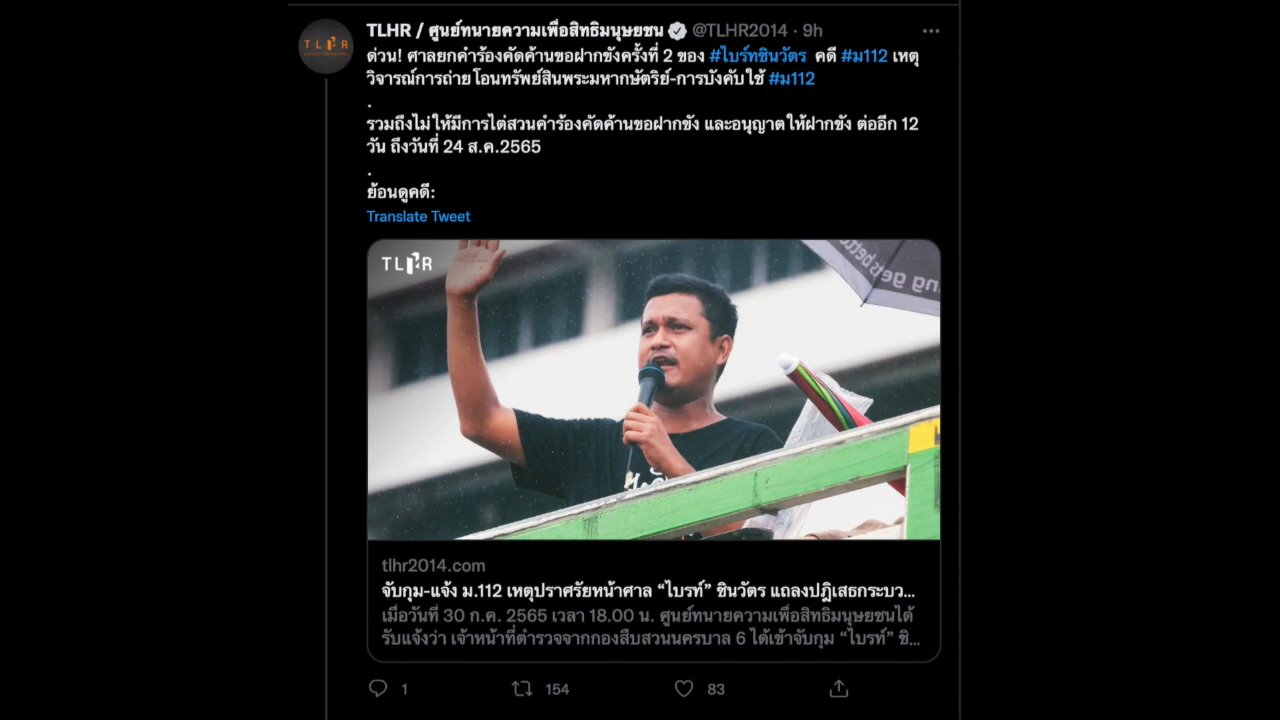 TLHR / ศูนย์ทนายความเพื่อสิทธิมนุษยชน @TLHR2014 · 9h
ด่วน! ศาลยกคำร้องคัดค้านขอฝากขังครั้งที่ 2 ของ #ไบร์ทชินวัตร คดี #ม112 เหตุ
วิจารณ์การถ่ายโอนทรัพย์สินพระมหากษัตริย์-การบังคับใช้ #ม112
.
รวมถึงไม่ให้มีการไต่สวนคำร้องคัดค้านขอฝากขัง และอนุญาตให้ฝากขัง ต่ออีก 12
วัน ถึงวันที่ 24 ส.ค.2565
.
ย้อนดูคดี:
Translate Tweet
TLHR
ng gets bette
tlhr2014.com
จับกุม-แจ้ง ม.112 เหตุปราศรัยหน้าศาล “ไบรท์” ชินวัตร แถลงปฏิเสธกระบว...
เมื่อวันที่ 30 ก.ค. 2565 เวลา 18.00 น. ศูนย์ทนายความเพื่อสิทธิมนุษยชนได้
รับแจ้งว่า เจ้าหน้าที่ตำรวจจากกองสืบสวนนครบาล 6 ได้เข้าจับกุม “ไบรท์” ชิ...
1 154 83